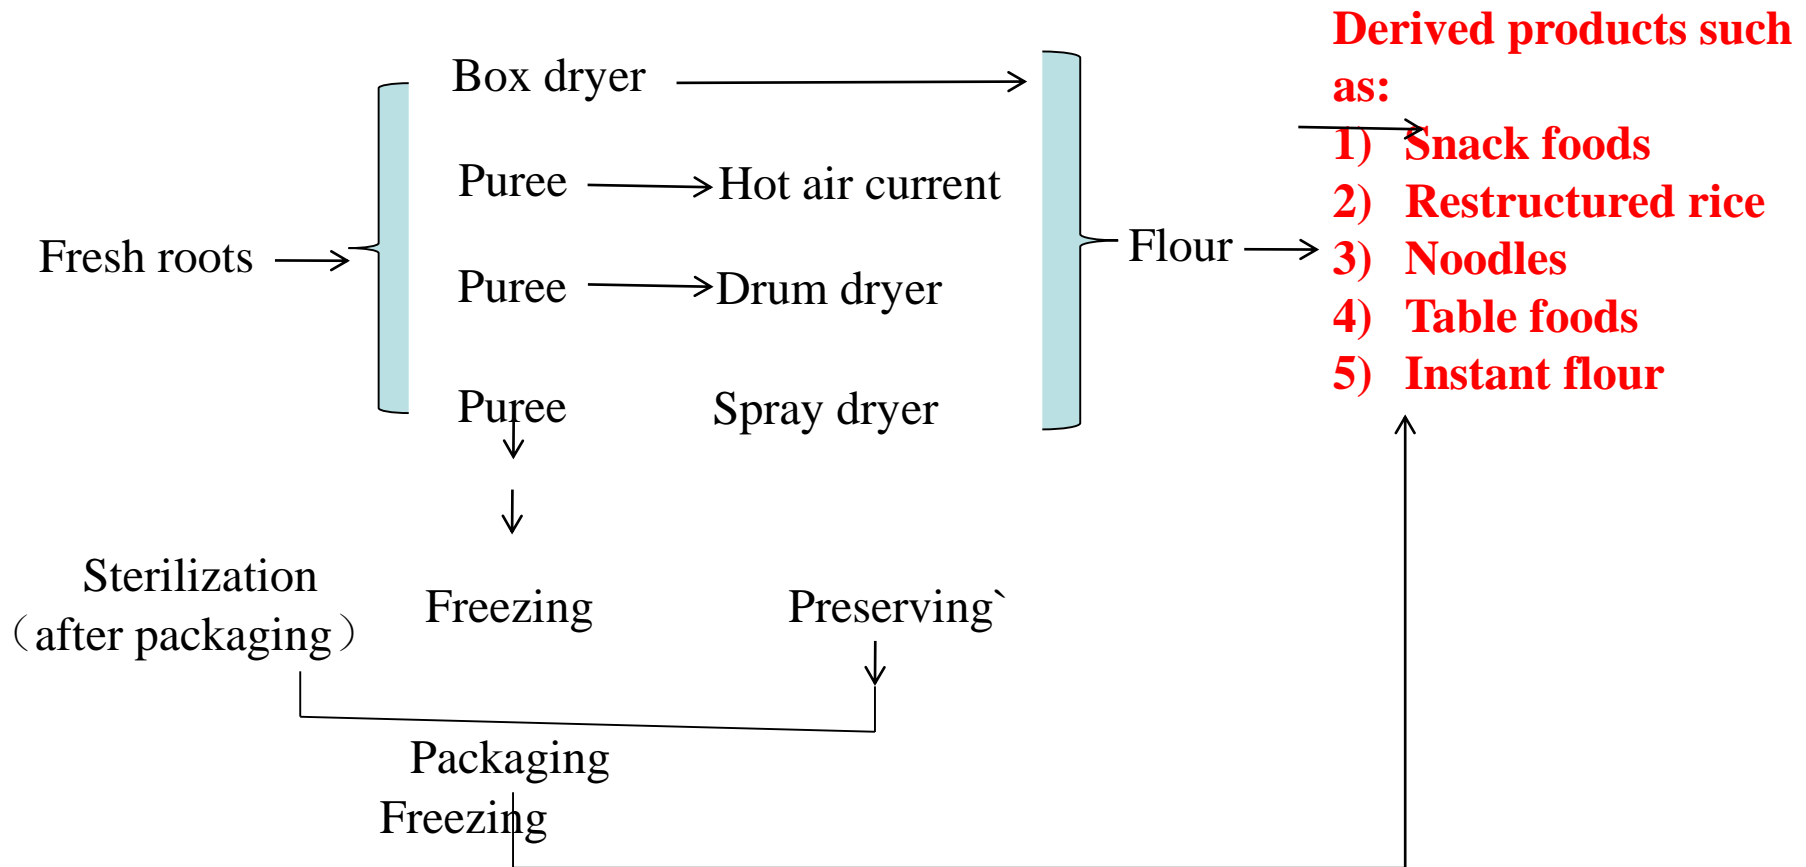 Derived products such
as:
1) Snack foods
2) Restructured rice
3) Noodles
4) Table foods
5) Instant flour
Box dryer
Puree
Hot air current
Fresh roots
Flour
Puree
Drum dryer
Puree
Spray dryer
Sterilization
（after packaging）
Freezing
Preserving`
Packaging
Freezing